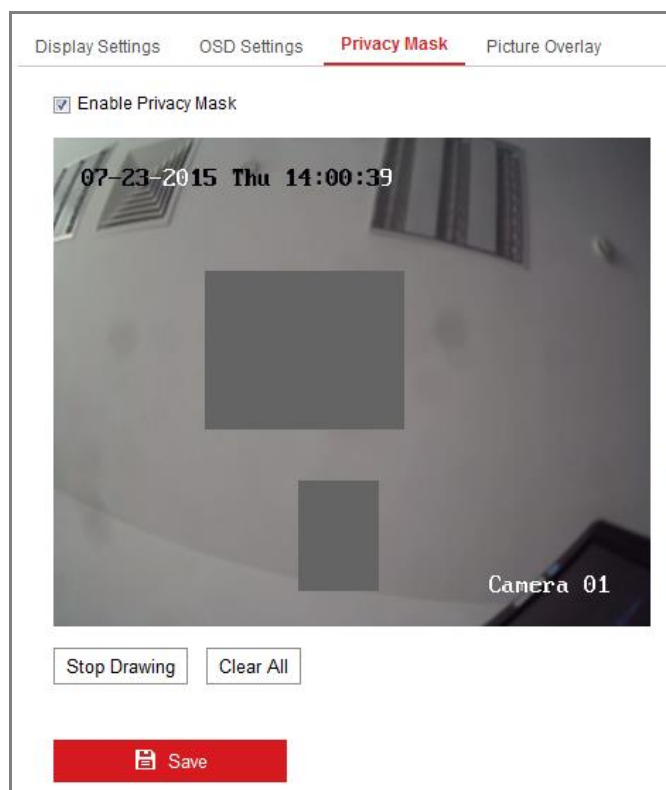 Display Settings OSD Settings Privacy Mask Picture Overlay
Enable Privacy Mask
07-23-2015 Thu 14:00:39
Camera 01
Stop Drawing Clear All
Save